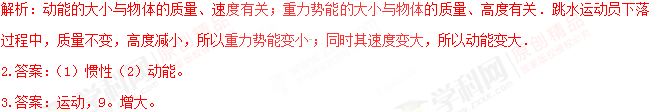 解析：动能的大小与物体的质量、速度有关；重力势能的大小与物体的质量、高度有关．跳水运动员下落
过程中，质量不变，高度减小，所以重力势能变小；同时其速度变大，所以动能变大．
2.答案：（1）惯性（2）动能。
3.答案：运动，9。增大。